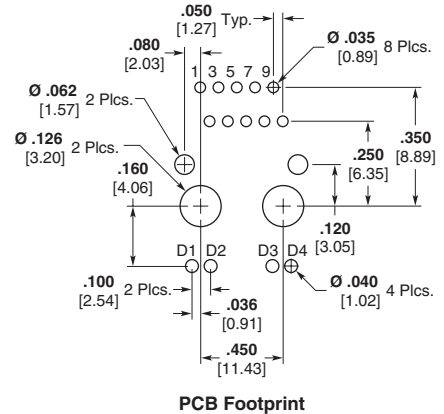 .050
[1.27] Typ.
.080
[2.03]
Ø .035
[0.89] 8 Plcs.
1 3 5 7 9
Ø .062
[1.57] 2 Plcs.
Ø .126
[3.20] 2 Plcs.
.160
[4.06]
.350
[8.89]
.250
[6.35]
.120
[3.05]
D1 D2 D3 D4
.100
[2.54] 2 Plcs.
Ø .040
[1.02] 4 Plcs.
.036
[0.91]
.450
[11.43]
PCB Footprint